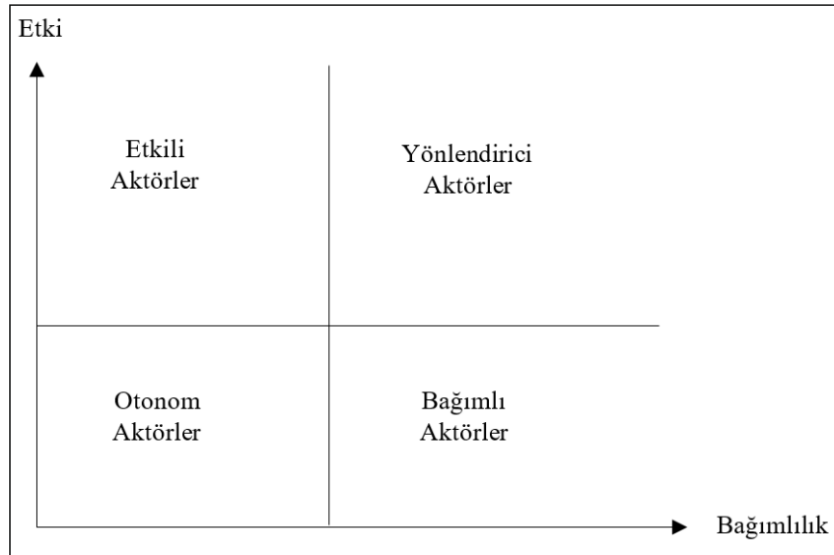 Etki
Etkili
Aktörler
Yönlendirici
Aktörler
Otonom
Aktörler
Bağımlı
Aktörler
Bağımlılık